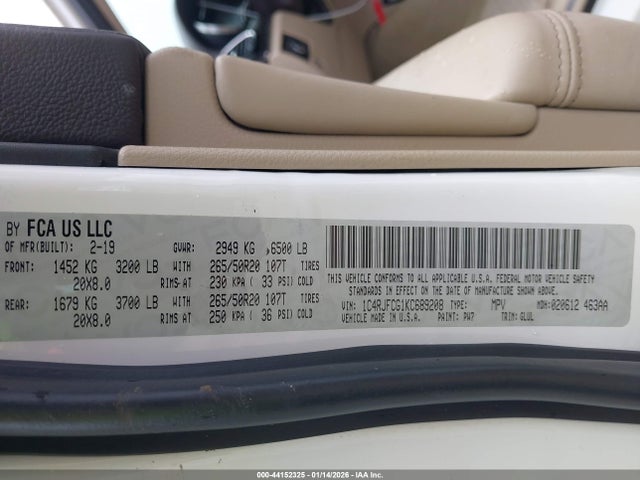 BY FCA US LLC
OF MFR(BUILT): 2-19 GVWR: 2949 KG 6500 LB
FRONT: 1452 KG 3200 LB WITH 265/50R20 107T TIRES
20X8.0 RIMS AT 230 KPA ( 33 PSI) COLD
REAR: 1679 KG 3700 LB WITH 265/50R20 107T TIRES
20X8.0 RIMS AT 250 KPA ( 36 PSI) COLD
THIS VEHICLE CONFORMS TO ALL APPLICABLE U.S.A. FEDERAL MOTOR VEHICLE SAFETY
STANDARDS IN EFFECT ON THE DATE OF MANUFACTURE SHOWN ABOVE.
VIN: 1C4RJFCG1KC689208 TYPE: MPV MDH: 020612 463AA
VEHICLE MADE IN U.S.A. PAINT: PW7 TRIM: GLUL
000-44152325 - 01/14/2026 - IAA Inc.